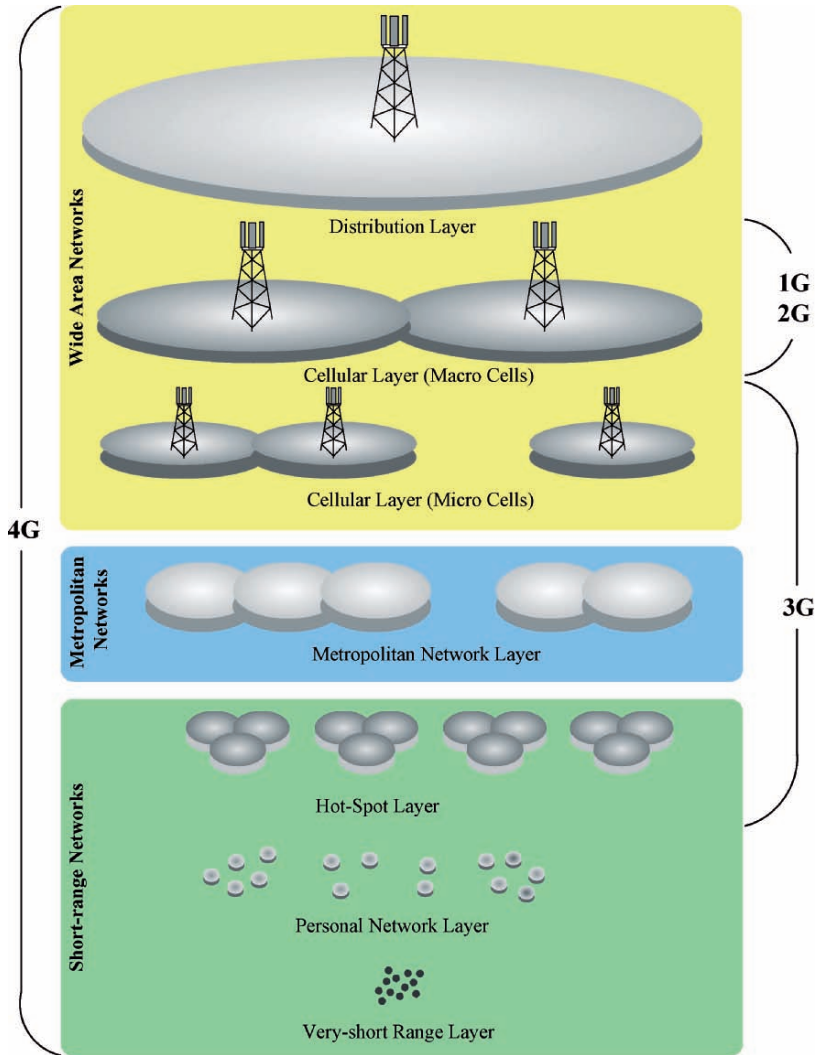 Wide Area Networks
Distribution Layer
Cellular Layer (Macro Cells)
Cellular Layer (Micro Cells)
1G
2G
4G
Metropolitan
Networks
Metropolitan Network Layer
3G
Short-range Networks
Hot-Spot Layer
Personal Network Layer
Very-short Range Layer